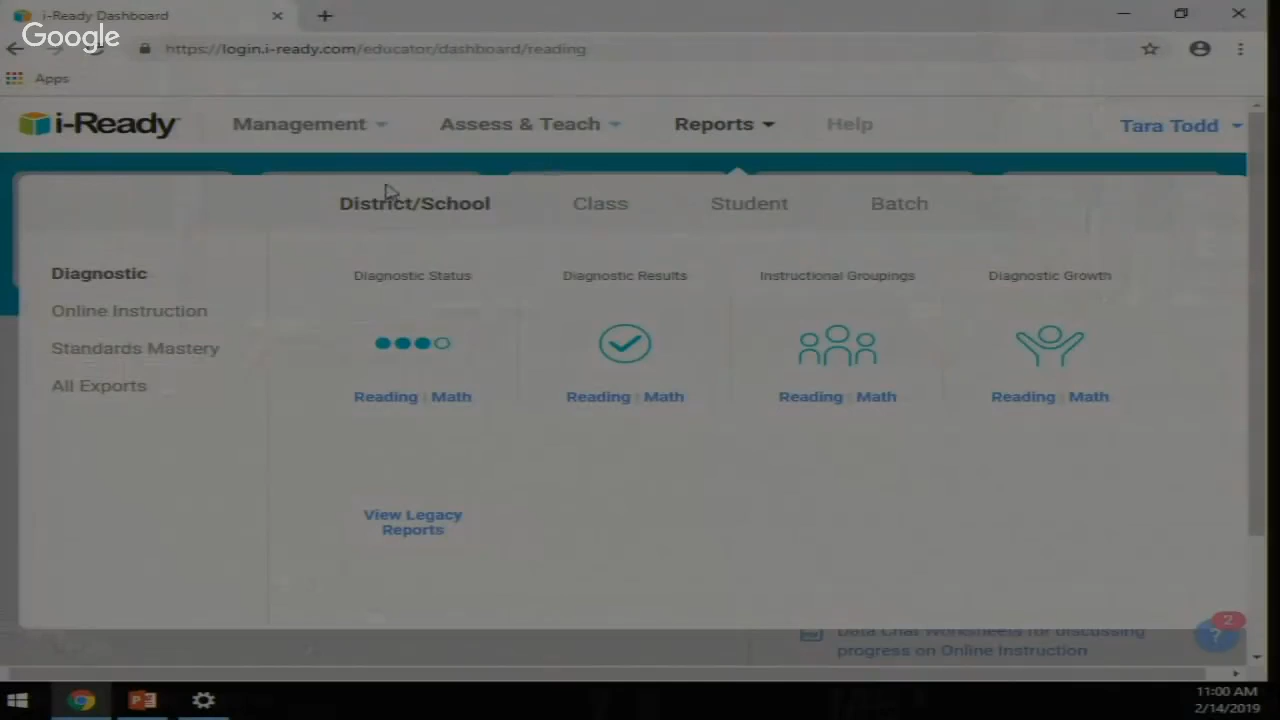 i-Ready Dashboard
Google
https://login.i-ready.com/educator/dashboard/reading
Apps
i-Ready
Management
Assess & Teach
Reports
Help
Tara Todd
District/School
Class
Student
Batch
Diagnostic
Online Instruction
Standards Mastery
All Exports
Diagnostic Status
Diagnostic Results
Instructional Groupings
Diagnostic Growth
Reading | Math
Reading | Math
Reading | Math
Reading | Math
View Legacy
Reports
2
?
Data Chat Worksheets for discussing
progress on Online Instruction
11:00 AM
2/14/2019